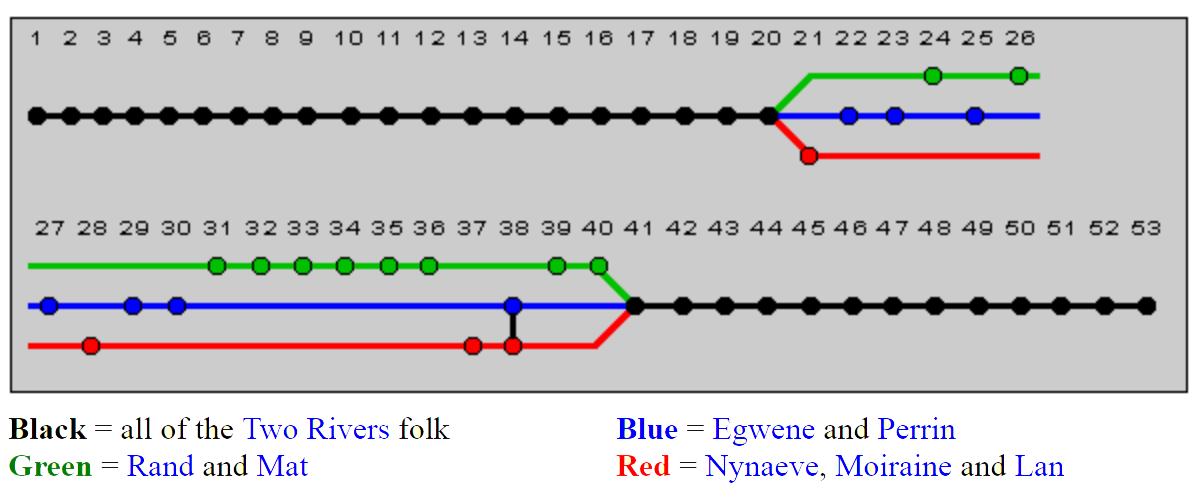 1 2 3 4 5 6 7 8 9 10 11 12 13 14 15 16 17 18 19 20 21 22 23 24 25 26
27 28 29 30 31 32 33 34 35 36 37 38 39 40 41 42 43 44 45 46 47 48 49 50 51 52 53
Black = all of the Two Rivers folk Blue = Egwene and Perrin
Green = Rand and Mat Red = Nynaeve, Moiraine and Lan